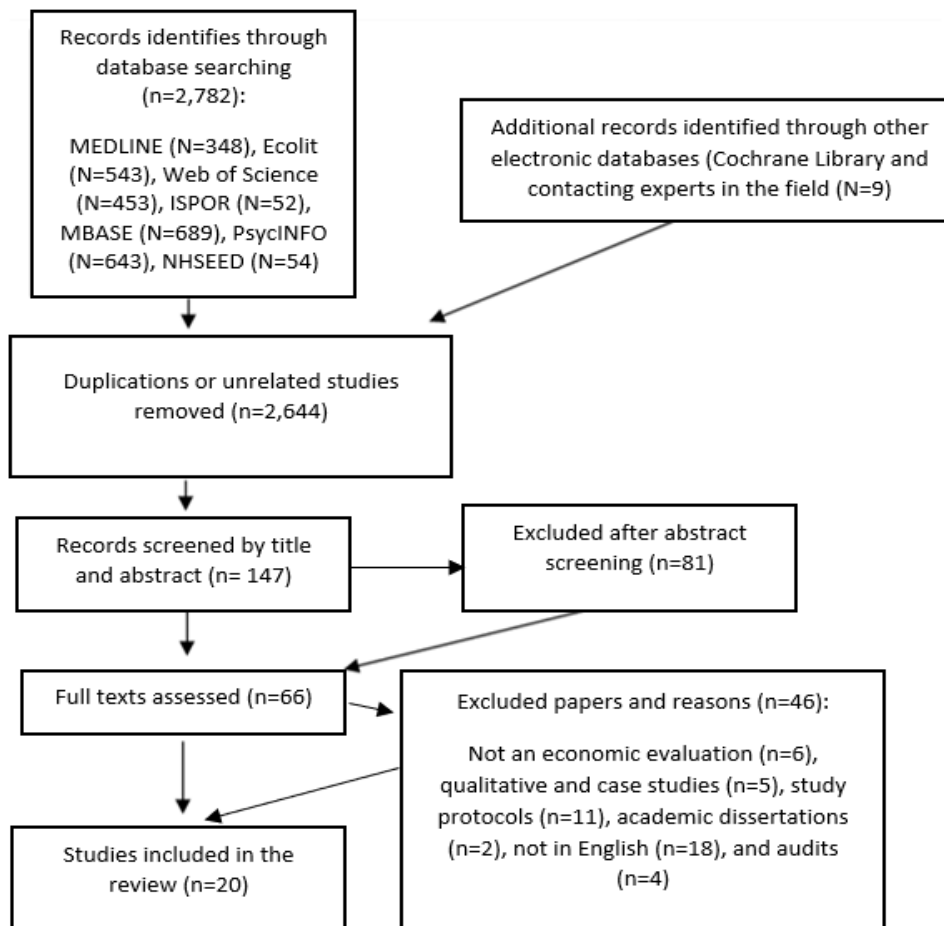 Records identifies through
database searching
(n=2,782):
MEDLINE (N=348), Ecolit
(N=543), Web of Science
(N=453), ISPOR (N=52),
MBASE (N=689), PsycINFO
(N=643), NHSEED (N=54)
Additional records identified through other
electronic databases (Cochrane Library and
contacting experts in the field (N=9)
Duplications or unrelated studies
removed (n=2,644)
Records screened by title
and abstract (n= 147)
Excluded after abstract
screening (n=81)
Full texts assessed (n=66)
Excluded papers and reasons (n=46):
Not an economic evaluation (n=6),
qualitative and case studies (n=5), study
protocols (n=11), academic dissertations
(n=2), not in English (n=18), and audits
(n=4)
Studies included in the
review (n=20)